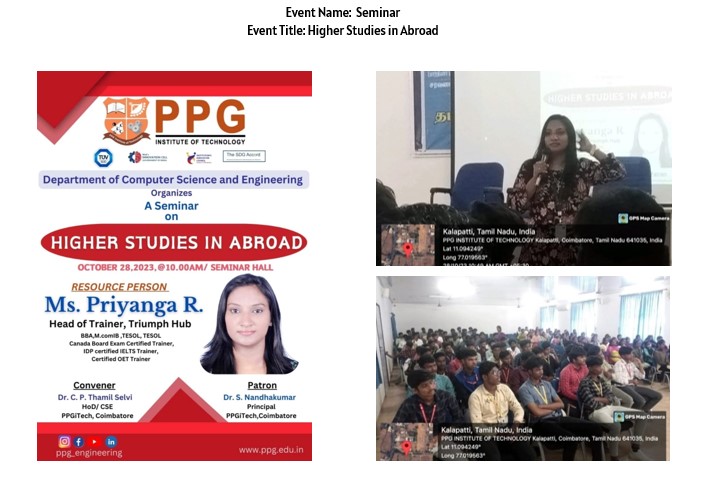 Event Name: Seminar
Event Title: Higher Studies in Abroad
PPG
INSTITUTE OF TECHNOLOGY
TUV
The SDG Accord
Department of Computer Science and Engineering
Organizes
A Seminar
on
HIGHER STUDIES IN ABROAD
OCTOBER 28,2023,@10.00AM/ SEMINAR HALL
RESOURCE PERSON
Ms. Priyanga R.
Head of Trainer, Triumph Hub
BBA,M.comIB ,TESOL, TESOL
Canada Board Exam Certified Trainer,
IDP certified IELTS Trainer,
Certified OET Trainer
Convener
Dr. C. P. Thamil Selvi
HoD/ CSE
PPGiTech, Coimbatore
Patron
Dr. S. Nandhakumar
Principal
PPGiTech,Coimbatore
ppg_engineering
www.ppg.edu.in
HIGHER STUDIES IN ABROA
nga R
GPS Map Camera
Kalapatti, Tamil Nadu, India
PPG INSTITUTE OF TECHNOLOGY Kalapatti, Coimbatore, Tamil Nadu 641035, India
Lat 11.094249°
Long 77.019563°
GPS Map Camera
Kalapatti, Tamil Nadu, India
PPG INSTITUTE OF TECHNOLOGY Kalapatti, Coimbatore, Tamil Nadu 641035, India
Lat 11.094249°
Long 77.019563°